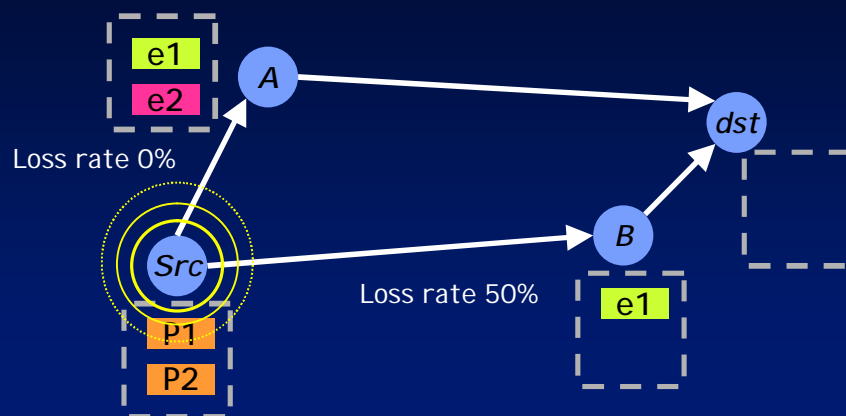 e1
e2
A
dst
Loss rate 0%
Src
B
Loss rate 50%
e1
P1
P2